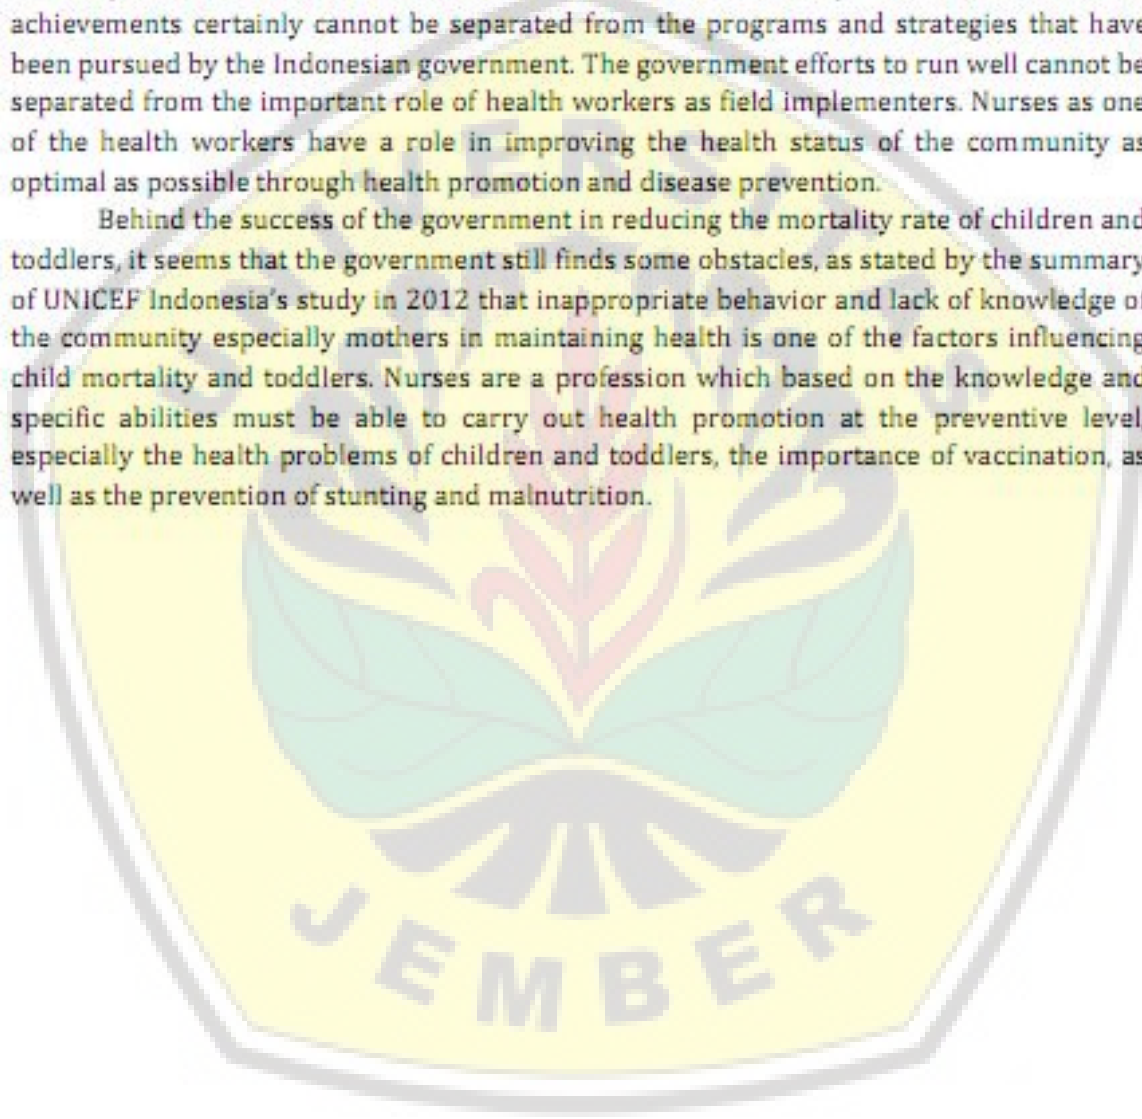 achievements certainly cannot be separated from the programs and strategies that have
been pursued by the Indonesian government. The government efforts to run well cannot be
separated from the important role of health workers as field implementers. Nurses as one
of the health workers have a role in improving the health status of the community as
optimal as possible through health promotion and disease prevention.
Behind the success of the government in reducing the mortality rate of children and
toddlers, it seems that the government still finds some obstacles, as stated by the summary
of UNICEF Indonesia's study in 2012 that inappropriate behavior and lack of knowledge of
the community especially mothers in maintaining health is one of the factors influencing
child mortality and toddlers. Nurses are a profession which based on the knowledge and
specific abilities must be able to carry out health promotion at the preventive level
especially the health problems of children and toddlers, the importance of vaccination, as
well as the prevention of stunting and malnutrition.
UNIVERSITAS
JEMBER